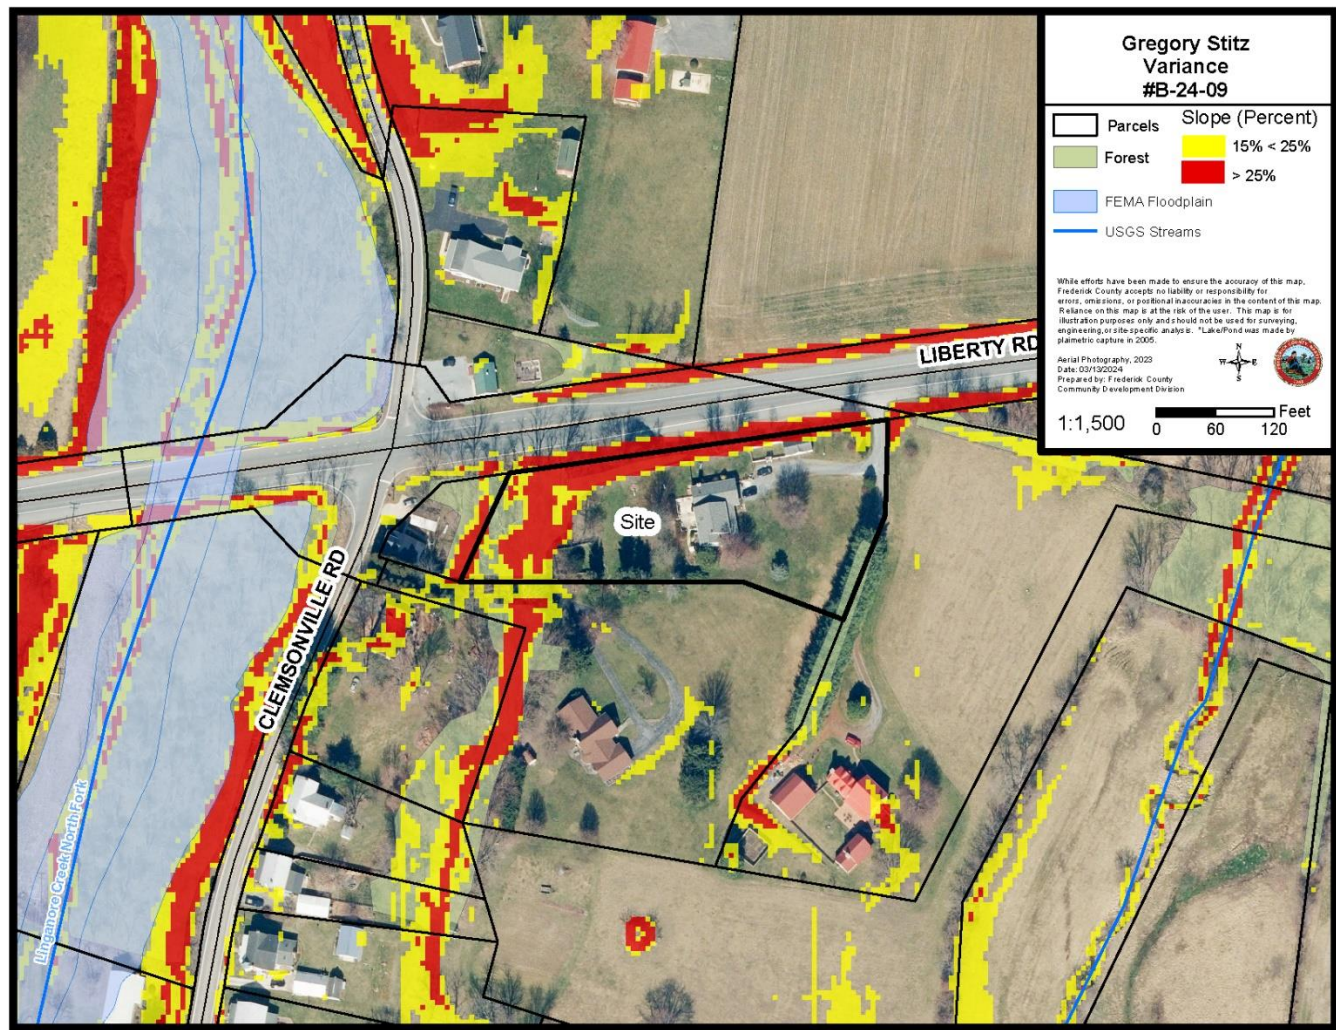 Gregory Stitz
Variance
#B-24-09
Parcels
Forest
FEMA Floodplain
USGS Streams
Slope (Percent)
15% < 25%
> 25%
While efforts have been made to ensure the accuracy of this map,
Frederick County accepts no liability or responsibility for
errors, omissions, or positional inaccuracies in the content of this map.
Reliance on this map is at the risk of the user. This map is for
illustration purposes only and should not be used for surveying,
engineering, or site-specific analysis. *Lake/Pond was made by
plaimetric capture in 2005.
Aerial Photography, 2023
Date: 03/13/2024
Prepared by: Frederick County
Community Development Division
N
W E
S
1:1,500
Feet
0 60 120
LIBERTY RD
Site
CLEMSONVILLE RD
Linganore Creek North Fork